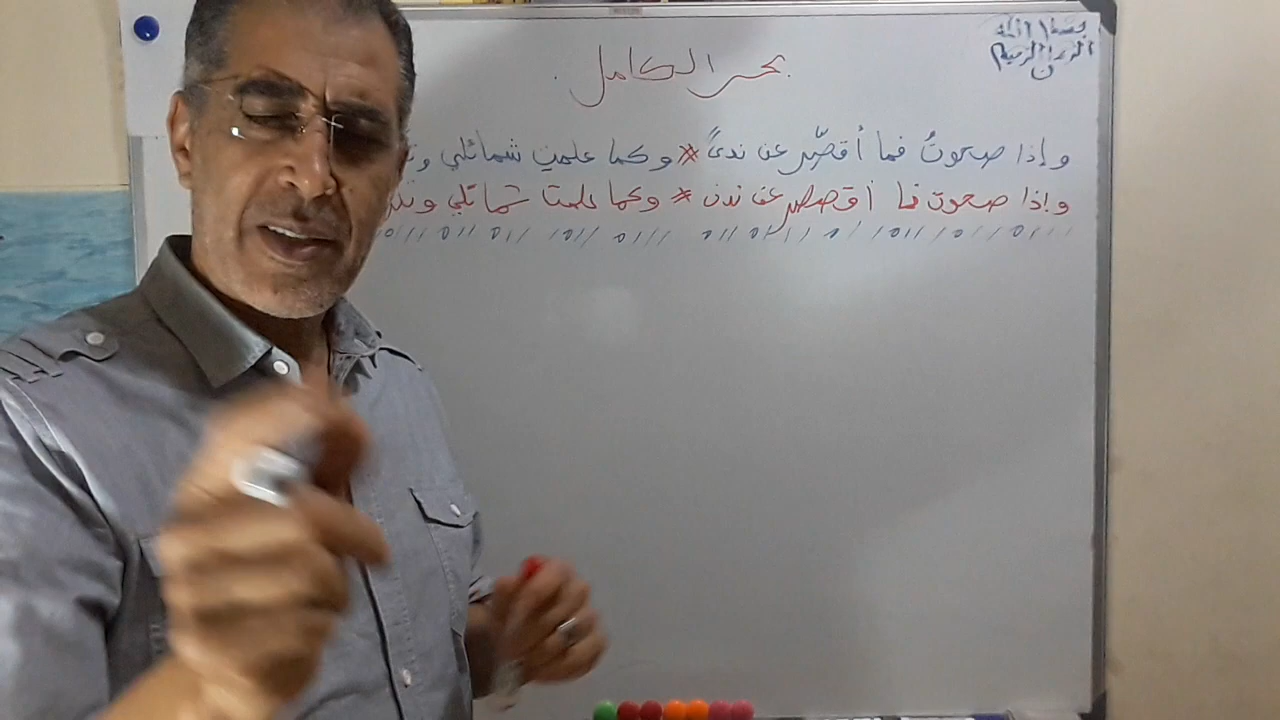 بسم الله
الرحمن الرحيم
بحر الكامل
وإذا صحوتُ فما أقصّر عن ندىً * وكما علمتِ شمائلي
وإذا صحوت فما أقصصر عن ندن * وكما علمت شمائلي
///o///o//o///o//o ///o//o///o//o//o